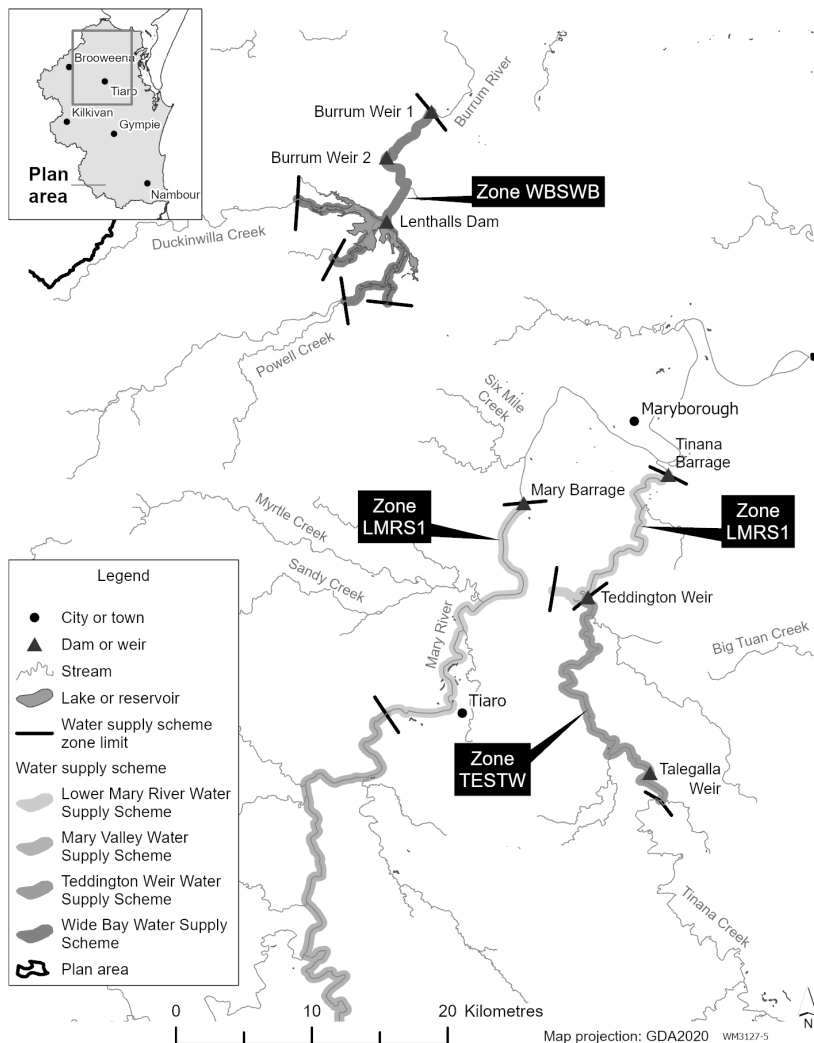 Brooweena
Tiaro
Kilkivan
Gympie
Plan
area
Nambour
Burrum Weir 1
Burrum River
Burrum Weir 2
Zone WBSWB
Lenthalls Dam
Duckinwilla Creek
Powell Creek
Six Mile
Creek
Maryborough
Tinana
Barrage
Mary Barrage
Zone
LMRS1
Zone
LMRS1
Myrtle Creek
Sandy Creek
Mary River
Teddington Weir
Big Tuan Creek
Tiaro
Zone
TESTW
Talegalla
Weir
Tinana Creek
Legend
City or town
Dam or weir
Stream
Lake or reservoir
Water supply scheme
zone limit
Water supply scheme
Lower Mary River Water
Supply Scheme
Mary Valley Water
Supply Scheme
Teddington Weir Water
Supply Scheme
Wide Bay Water Supply
Scheme
Plan area
0 10 20 Kilometres
N
Map projection: GDA2020 WM3127-5